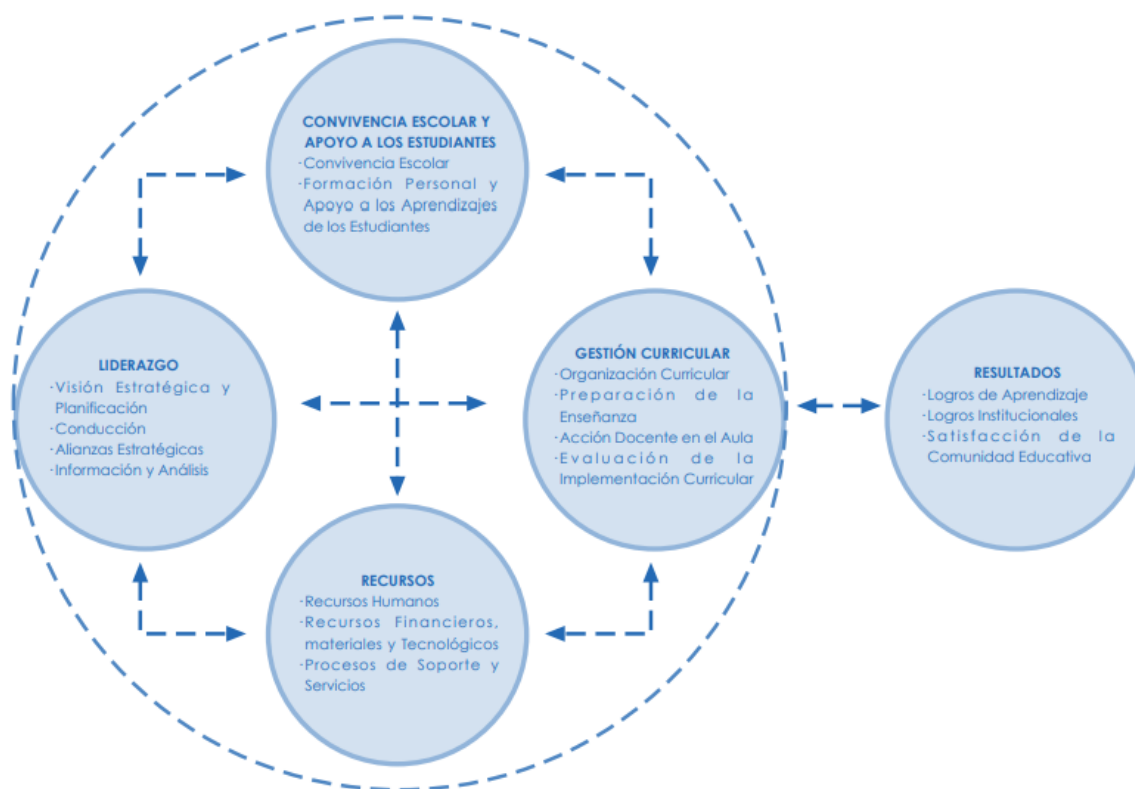 CONVIVENCIA ESCOLAR Y
APOYO A LOS ESTUDIANTES
·Convivencia Escolar
·Formación Personal y
Apoyo a los Aprendizajes
de los Estudiantes
LIDERAZGO
·Visión Estratégica y
Planificación
·Conducción
·Alianzas Estratégicas
·Información y Análisis
GESTIÓN CURRICULAR
·Organización Curricular
·Preparación de la
Enseñanza
·Acción Docente en el Aula
·Evaluación de la
Implementación Curricular
RESULTADOS
·Logros de Aprendizaje
·Logros Institucionales
·Satisfacción de la
Comunidad Educativa
RECURSOS
·Recursos Humanos
·Recursos Financieros,
materiales y Tecnológicos
·Procesos de Soporte y
Servicios